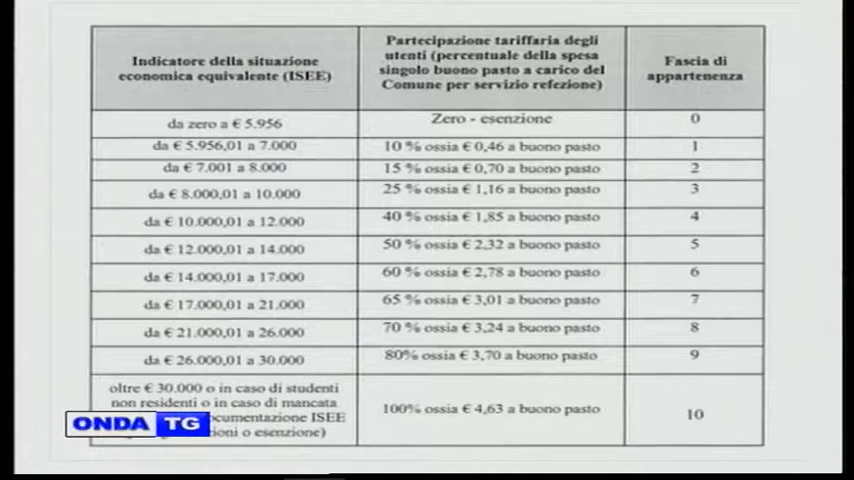 Indicatore della situazione
economica equivalente (ISEE)
Partecipazione tariffaria degli
utenti (percentuale della spesa
singolo buono pasto a carico del
Comune per servizio refezione)
Fascia di
appartenenza
da zero a € 5.956
Zero - esenzione
0
da € 5.956,01 a 7.000
10 % ossia € 0,46 a buono pasto
1
da € 7.001 a 8.000
15 % ossia € 0,70 a buono pasto
2
da € 8.000,01 a 10.000
25 % ossia € 1,16 a buono pasto
3
da € 10.000,01 a 12.000
40 % ossia € 1,85 a buono pasto
4
da € 12.000,01 a 14.000
50 % ossia € 2,32 a buono pasto
5
da € 14.000,01 a 17.000
60 % ossia € 2,78 a buono pasto
6
da € 17.000,01 a 21.000
65 % ossia € 3,01 a buono pasto
7
da € 21.000,01 a 26.000
70 % ossia € 3,24 a buono pasto
8
da € 26.000,01 a 30.000
80% ossia € 3,70 a buono pasto
9
oltre € 30.000 o in caso di studenti
non residenti o in caso di mancata
ISEE
o esenzione)
100% ossia € 4,63 a buono pasto
10
ONDA TG